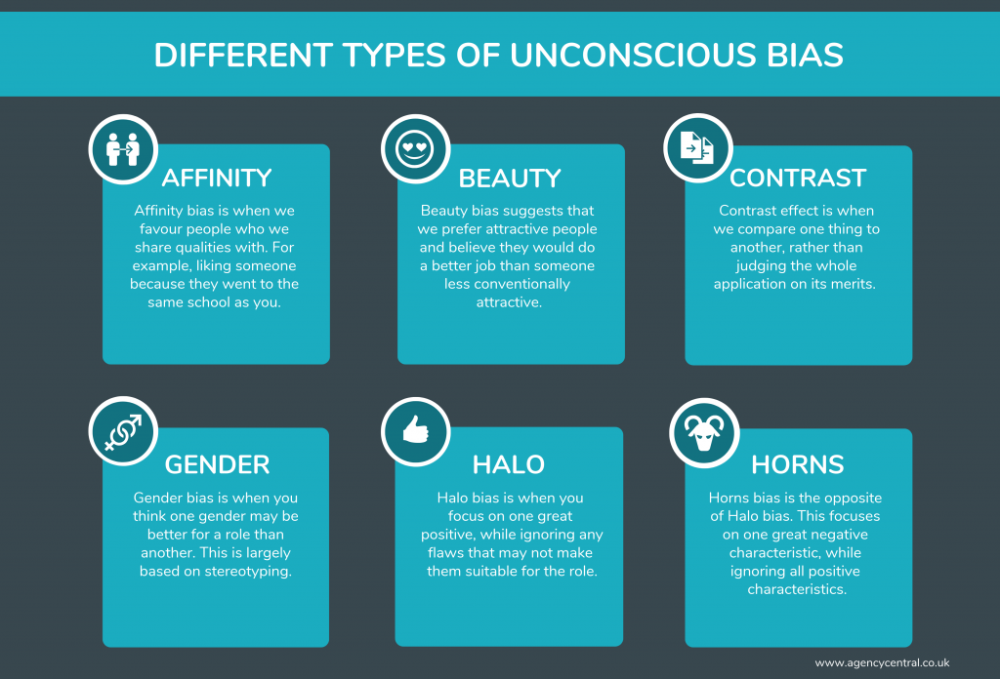 DIFFERENT TYPES OF UNCONSCIOUS BIAS
AFFINITY
Affinity bias is when we
favour people who we
share qualities with. For
example, liking someone
because they went to the
same school as you.
BEAUTY
Beauty bias suggests that
we prefer attractive people
and believe they would do
a better job than someone
less conventionally
attractive.
CONTRAST
Contrast effect is when
we compare one thing to
another, rather than
judging the whole
application on its merits.
GENDER
Gender bias is when you
think one gender may be
better for a role than
another. This is largely
based on stereotyping.
HALO
Halo bias is when you
focus on one great
positive, while ignoring any
flaws that may not make
them suitable for the role.
HORNS
Horns bias is the opposite
of Halo bias. This focuses
on one great negative
characteristic, while
ignoring all positive
characteristics.
www.agencycentral.co.uk